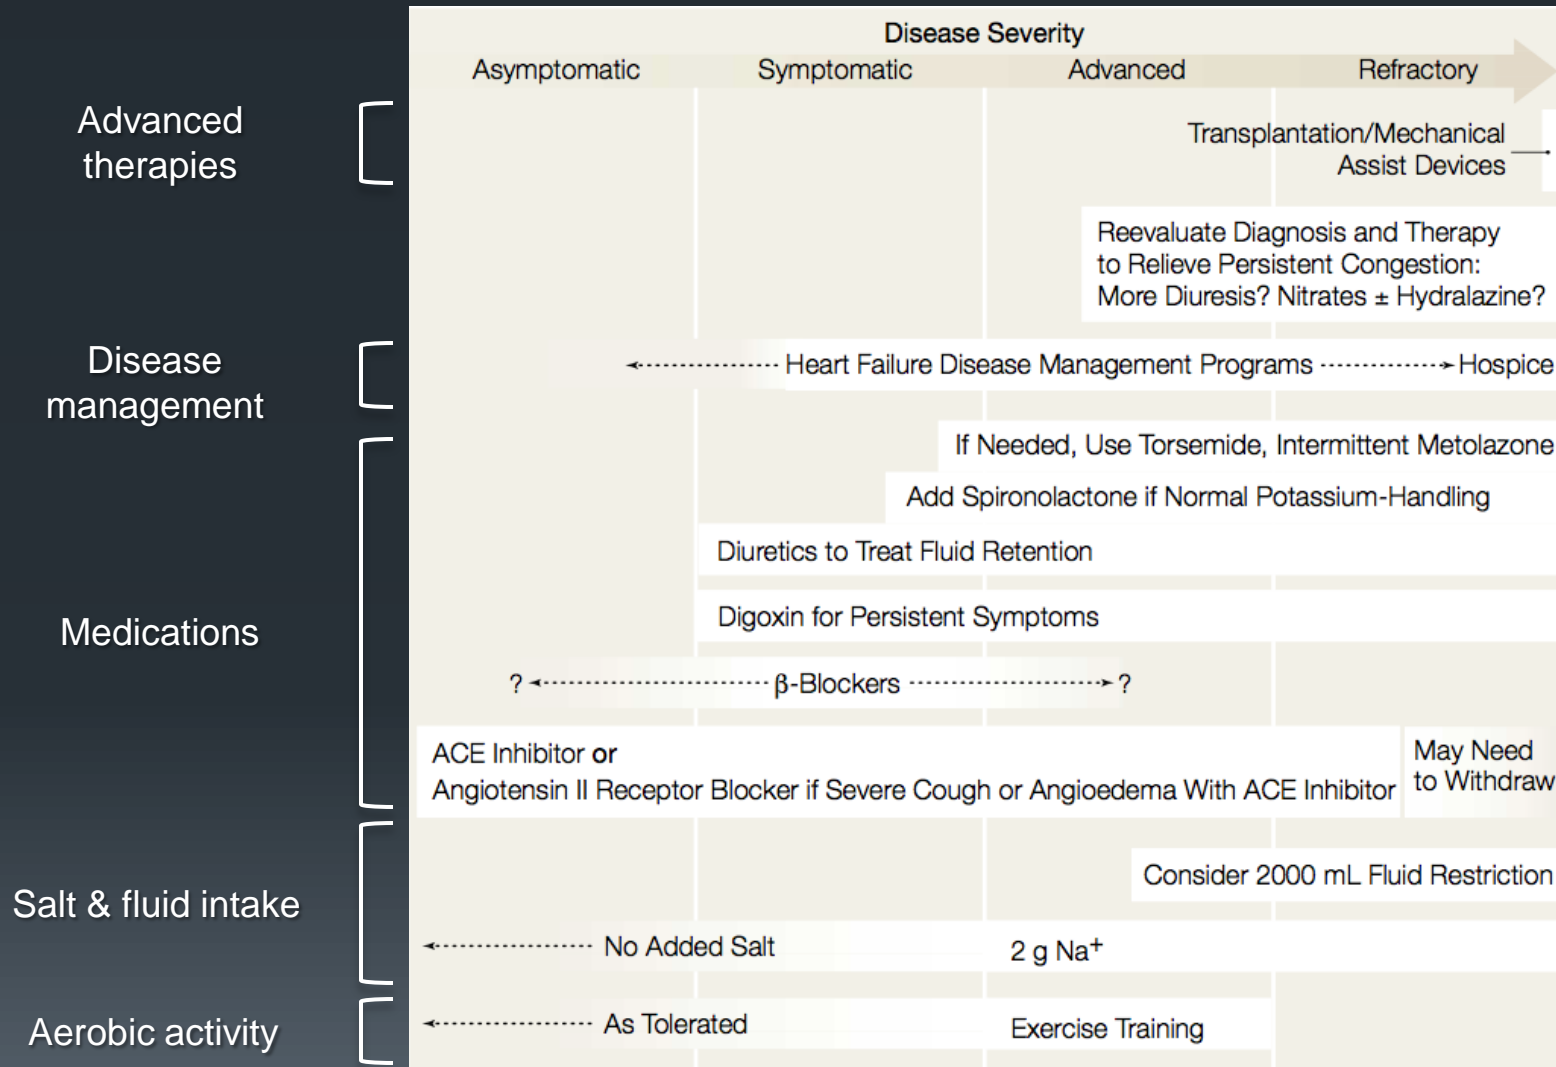 Disease Severity
Asymptomatic Symptomatic Advanced Refractory
Advanced
therapies
Transplantation/Mechanical
Assist Devices
Reevaluate Diagnosis and Therapy
to Relieve Persistent Congestion:
More Diuresis? Nitrates ± Hydralazine?
Disease
management
Heart Failure Disease Management Programs Hospice
Medications
If Needed, Use Torsemide, Intermittent Metolazone
Add Spironolactone if Normal Potassium-Handling
Diuretics to Treat Fluid Retention
Digoxin for Persistent Symptoms
? β-Blockers ?
ACE Inhibitor or
Angiotensin II Receptor Blocker if Severe Cough or Angioedema With ACE Inhibitor
May Need
to Withdraw
Salt & fluid intake
Consider 2000 mL Fluid Restriction
No Added Salt 2 g Na⁺
Aerobic activity
As Tolerated Exercise Training